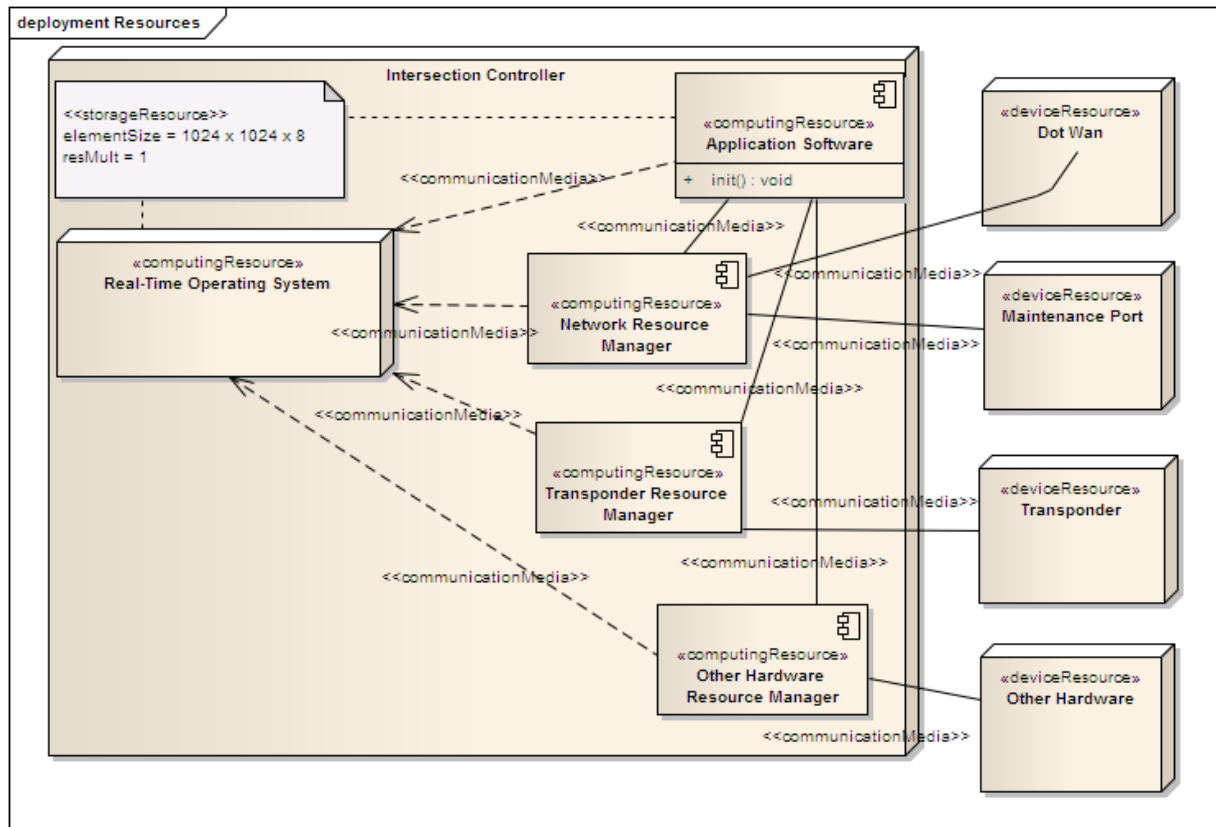 deployment Resources
Intersection Controller
<<storageResource>>
elementSize = 1024 x 1024 x 8
resMult = 1
«computingResource»
Application Software
+ init() : void
«deviceResource»
Dot Wan
<<communicationMedia>>
<<communicationMedia>>
«computingResource»
Real-Time Operating System
«computingResource»
Network Resource
Manager
<<communicationMedia>>
«deviceResource»
Maintenance Port
<<communicationMedia>>
<<communicationMedia>>
<<communicationMedia>>
<<communicationMedia>>
«computingResource»
Transponder Resource
Manager
<<communicationMedia>>
«deviceResource»
Transponder
<<communicationMedia>>
<<communicationMedia>>
«computingResource»
Other Hardware
Resource Manager
«deviceResource»
Other Hardware
<<communicationMedia>>